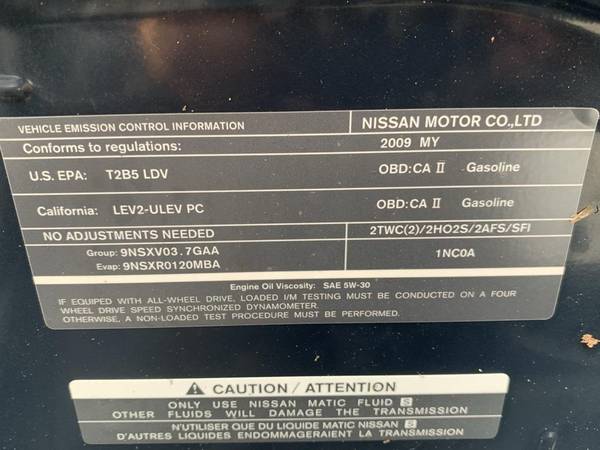 VEHICLE EMISSION CONTROL INFORMATION NISSAN MOTOR CO.,LTD
Conforms to regulations: 2009 MY
U.S. EPA: T2B5 LDV OBD:CA II Gasoline
California: LEV2-ULEV PC OBD:CA II Gasoline
NO ADJUSTMENTS NEEDED 2TWC(2)/2HO2S/2AFS/SFI
Group: 9NSXV03.7GAA 1NC0A
Evap: 9NSXR0120MBA
Engine Oil Viscosity: SAE 5W-30
IF EQUIPPED WITH ALL-WHEEL DRIVE, LOADED I/M TESTING MUST BE CONDUCTED ON A FOUR
WHEEL DRIVE SPEED SYNCHRONIZED DYNAMOMETER.
OTHERWISE, A NON-LOADED TEST PROCEDURE MUST BE PERFORMED.
CAUTION / ATTENTION
ONLY USE NISSAN MATIC FLUID S
OTHER FLUIDS WILL DAMAGE THE TRANSMISSION
N'UTILISER QUE DU LIQUIDE MATIC NISSAN S
D'AUTRES LIQUIDES ENDOMMAGERAIENT LA TRANSMISSION